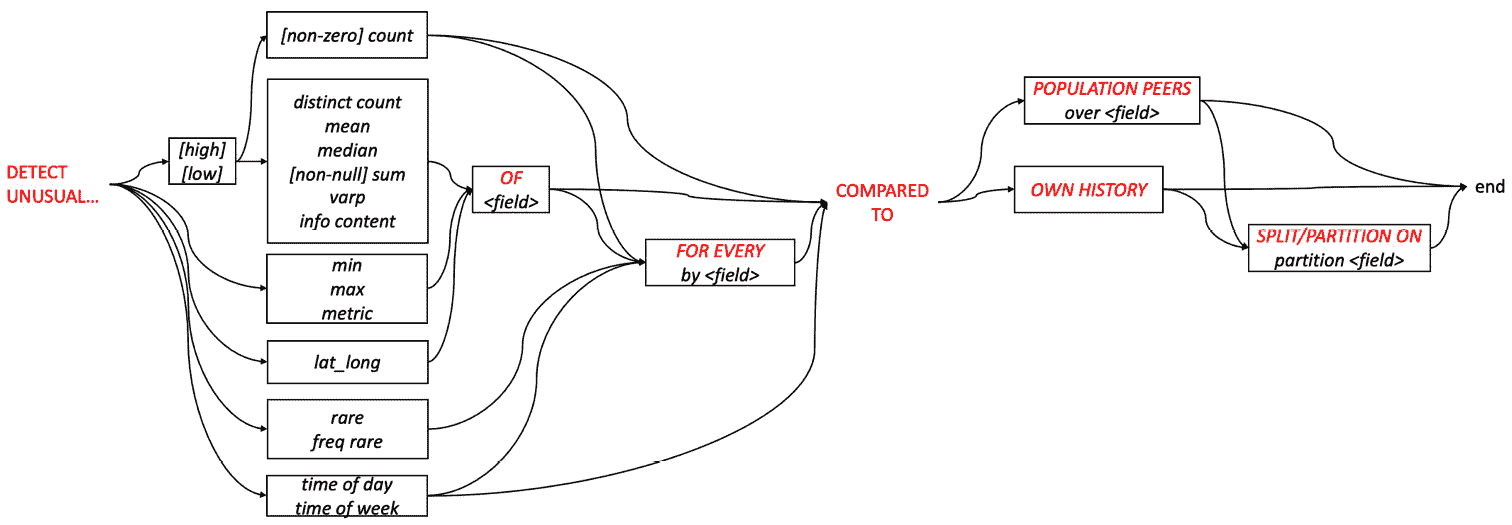 DETECT
UNUSUAL...
[high]
[low]
[non-zero] count
distinct count
mean
median
[non-null] sum
varp
info content
min
max
metric
lat_long
rare
freq rare
time of day
time of week
OF
<field>
FOR EVERY
by <field>
COMPARED
TO
POPULATION PEERS
over <field>
OWN HISTORY
SPLIT/PARTITION ON
partition <field>
end